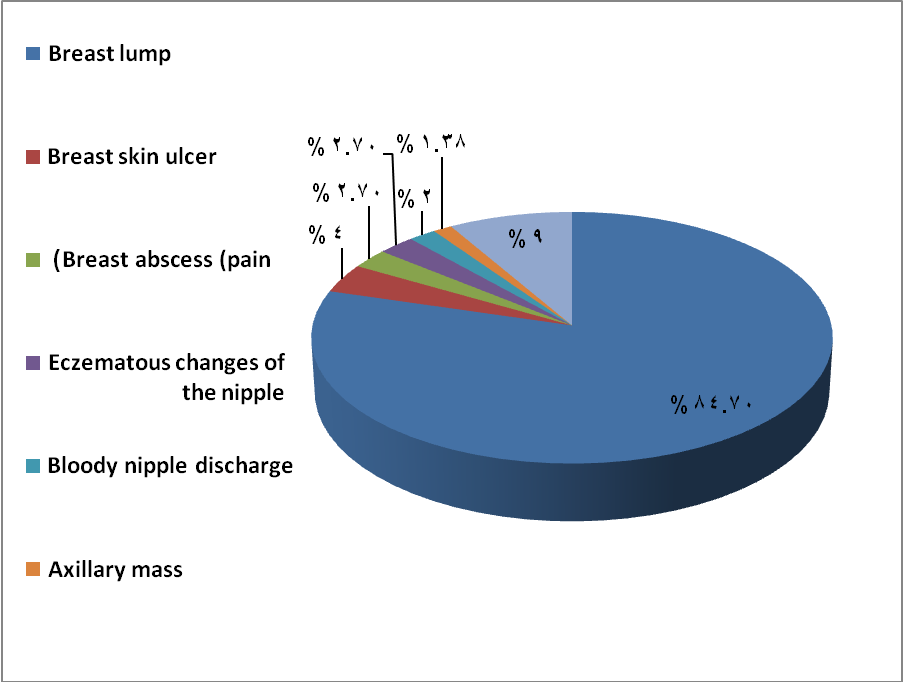 Breast lump
Breast skin ulcer
(Breast abscess (pain
Eczematous changes of
the nipple
Bloody nipple discharge
Axillary mass
% ٢.٧٠
% ١.٣٨
% ٢.٧٠
% ٢
% ٤
% ٩
% ٨٤.٧٠